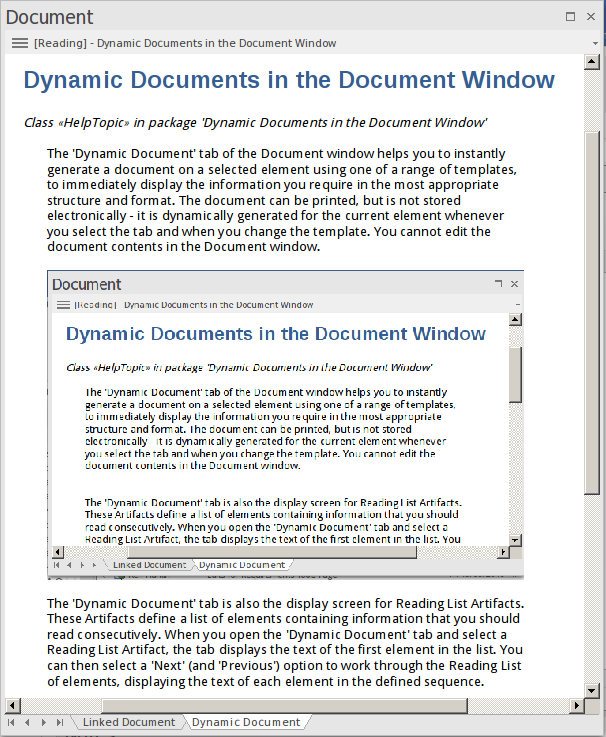 Document
[Reading] - Dynamic Documents in the Document Window
Dynamic Documents in the Document Window
Class «HelpTopic» in package 'Dynamic Documents in the Document Window'
The 'Dynamic Document' tab of the Document window helps you to instantly
generate a document on a selected element using one of a range of templates,
to immediately display the information you require in the most appropriate
structure and format. The document can be printed, but is not stored
electronically - it is dynamically generated for the current element whenever
you select the tab and when you change the template. You cannot edit the
document contents in the Document window.
Document
[Reading] - Dynamic Documents in the Document Window
Dynamic Documents in the Document Window
Class «HelpTopic» in package 'Dynamic Documents in the Document Window'
The 'Dynamic Document' tab of the Document window helps you to instantly
generate a document on a selected element using one of a range of templates,
to immediately display the information you require in the most appropriate
structure and format. The document can be printed, but is not stored
electronically - it is dynamically generated for the current element whenever
you select the tab and when you change the template. You cannot edit the
document contents in the Document window.
The 'Dynamic Document' tab is also the display screen for Reading List Artifacts.
These Artifacts define a list of elements containing information that you should
read consecutively. When you open the 'Dynamic Document' tab and select a
Reading List Artifact, the tab displays the text of the first element in the list. You
Linked Document Dynamic Document
The 'Dynamic Document' tab is also the display screen for Reading List Artifacts.
These Artifacts define a list of elements containing information that you should
read consecutively. When you open the 'Dynamic Document' tab and select a
Reading List Artifact, the tab displays the text of the first element in the list. You
can then select a 'Next' (and 'Previous') option to work through the Reading List
of elements, displaying the text of each element in the defined sequence.
Linked Document Dynamic Document